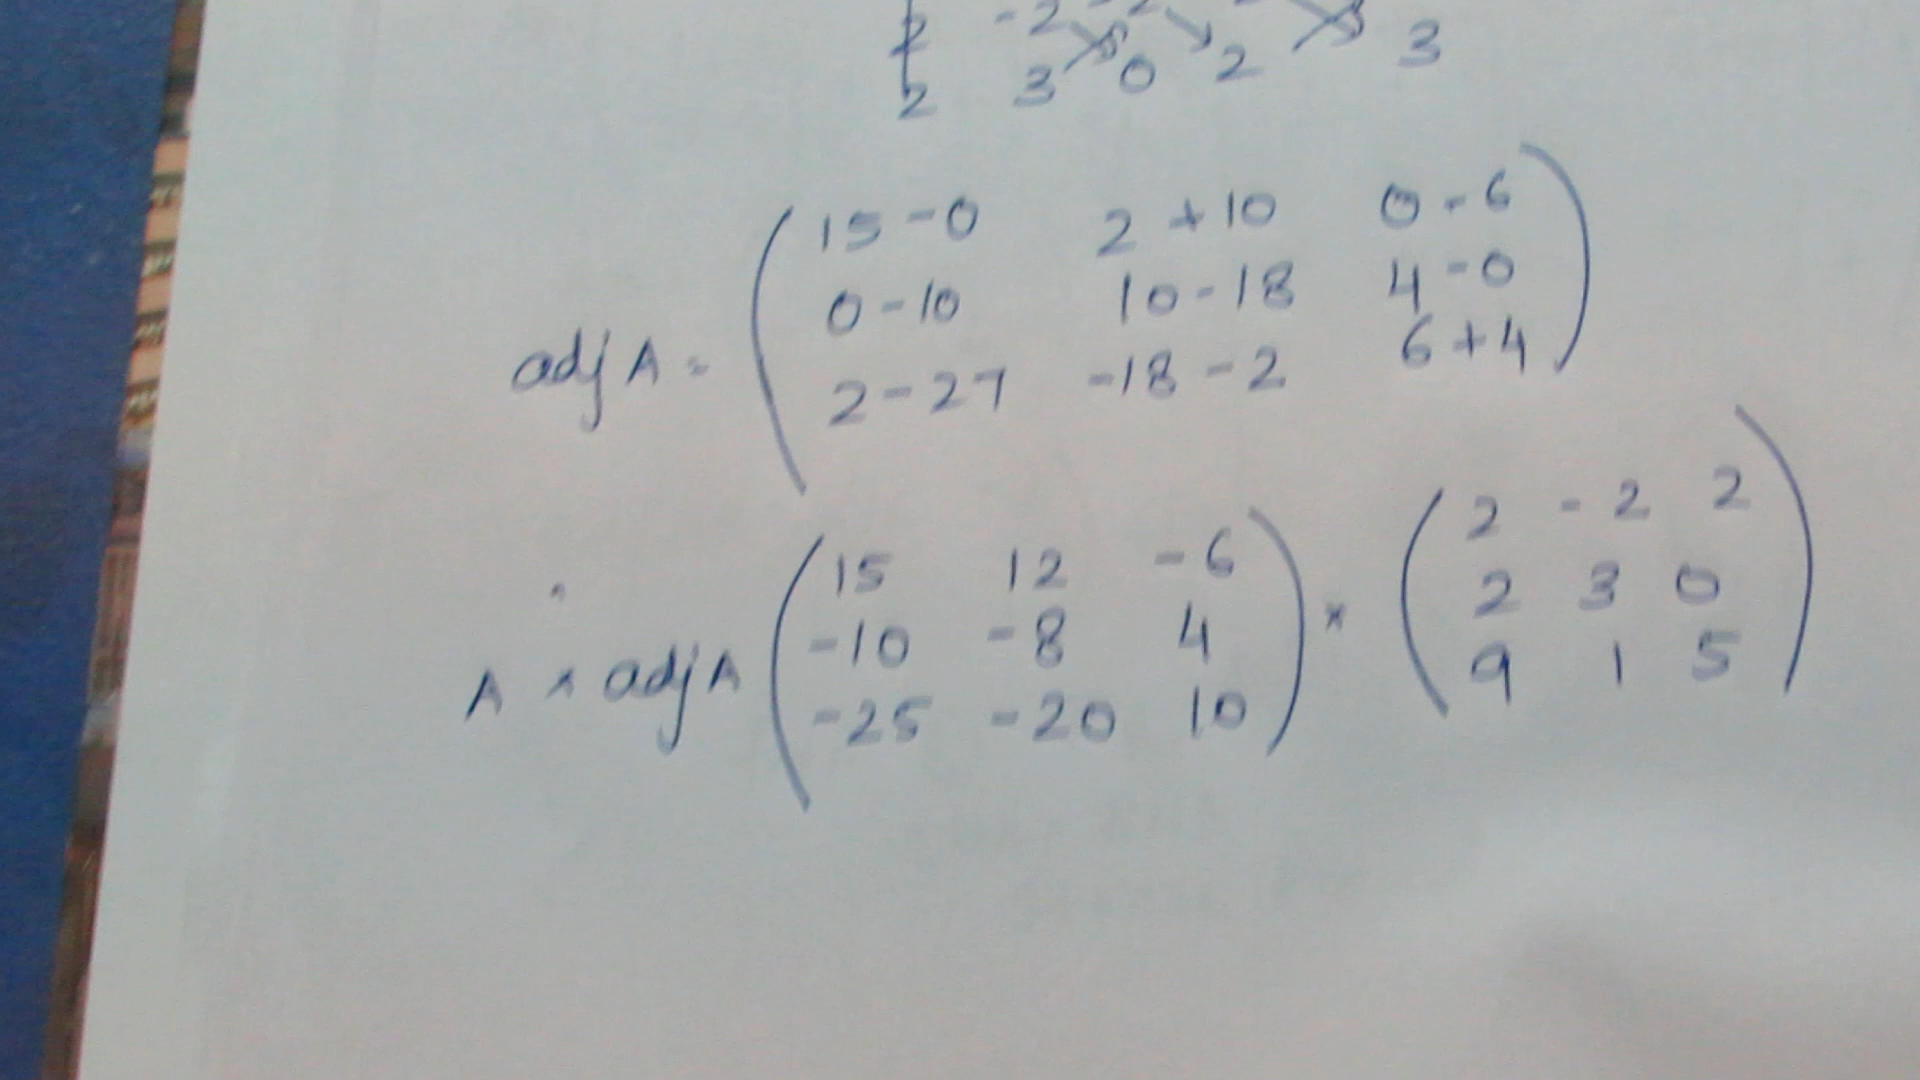 2 -2 2
2 3 0 2 3
adj A = ( 15-0 2+10 0-6
0-10 10-18 4-0
2-27 -18-2 6+4 )
A × adj A ( 15 12 -6
-10 -8 4
-25 -20 10 ) × ( 2 -2 2
2 3 0
9 1 5 )